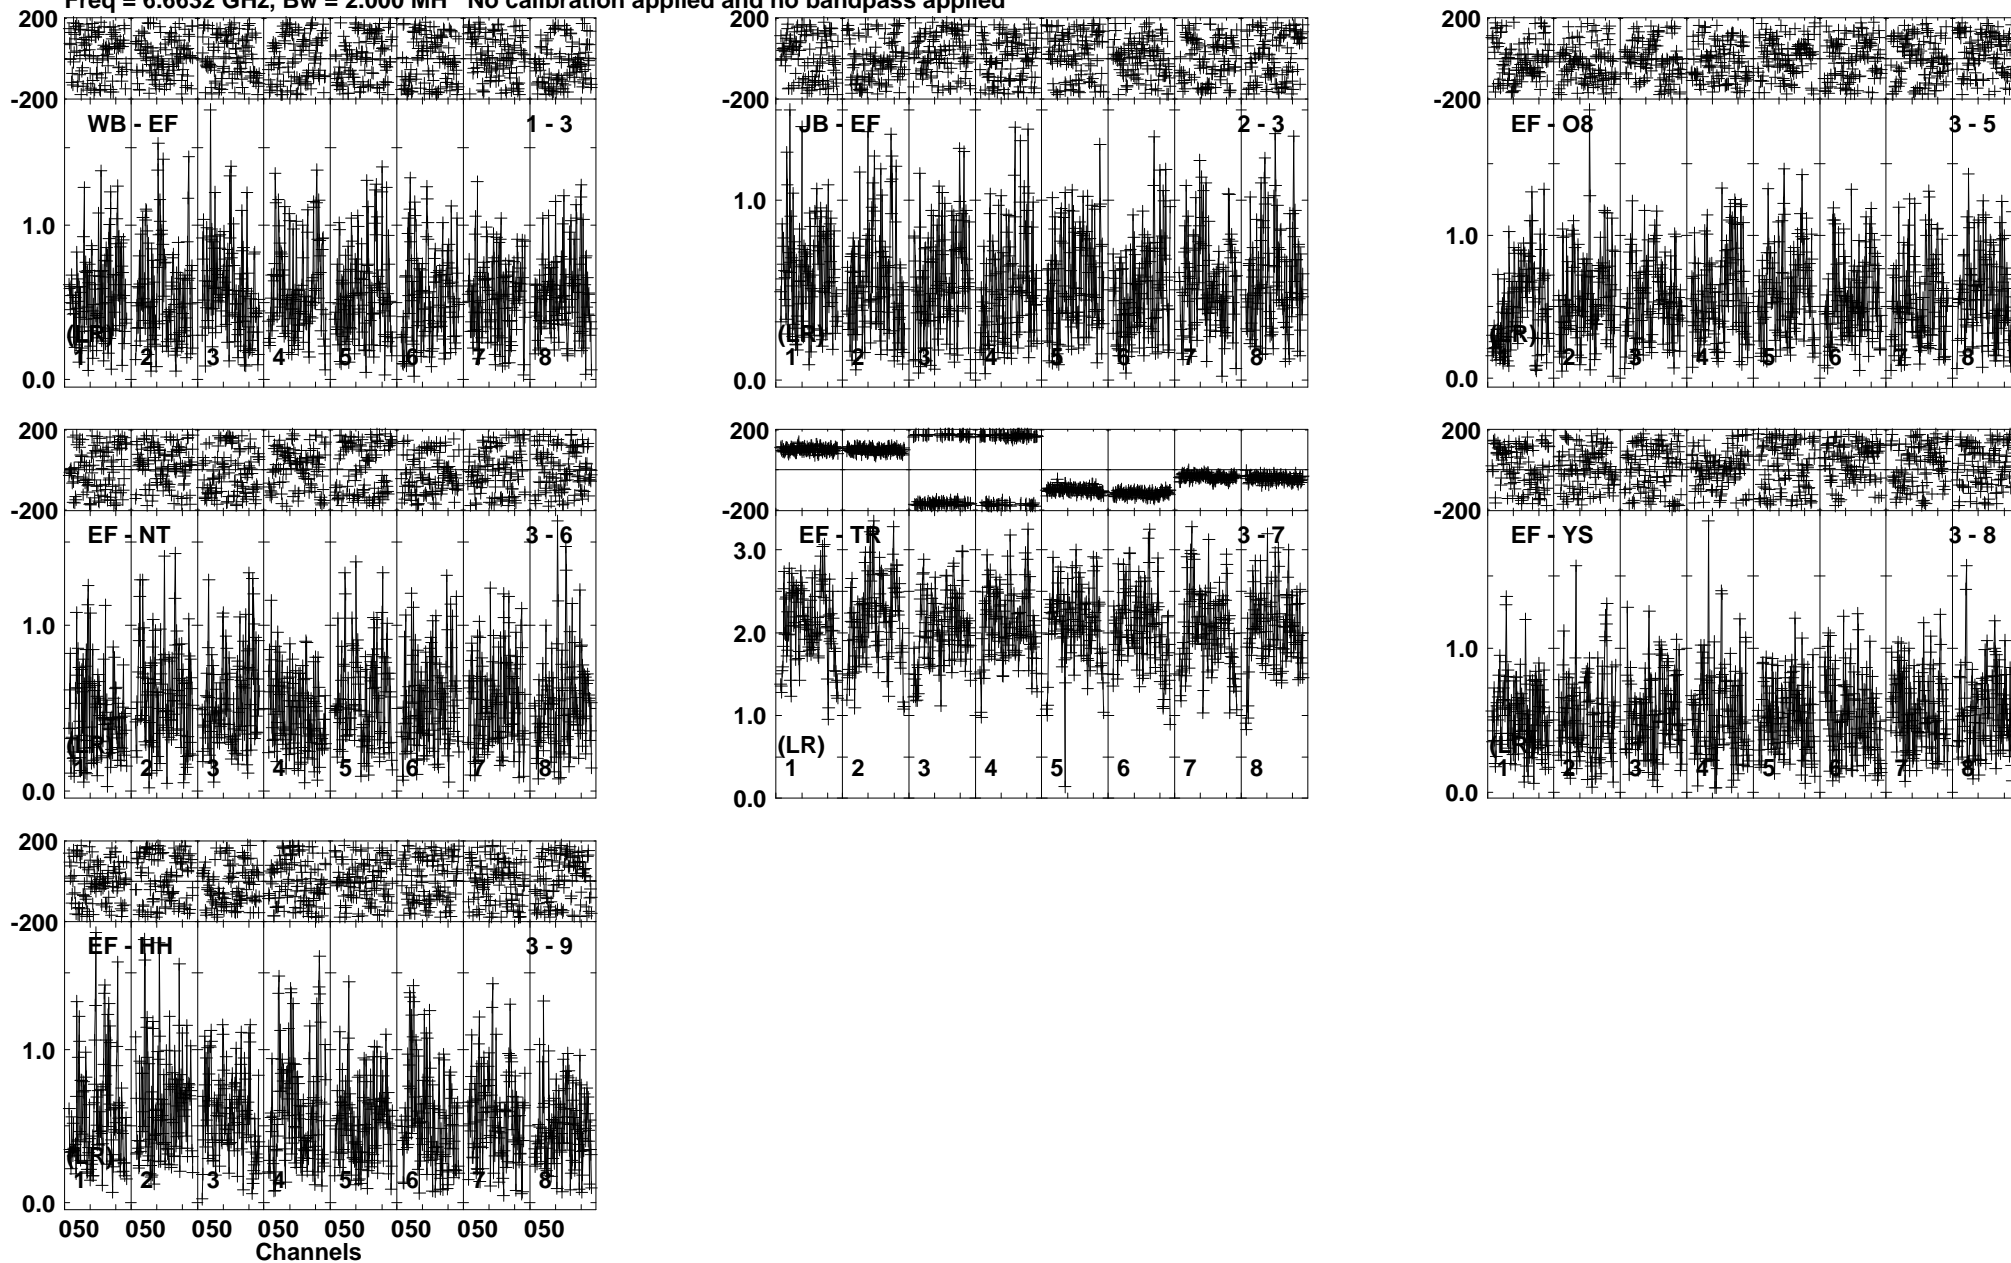 Freq = 6.6632 GHz, Bw = 2.000 MH No calibration applied and no bandpass applied
200
-200
WB - EF 1 - 3
1.0
(LR)
1 2 3 4 5 6 7 8
0.0
200
-200
JB - EF 2 - 3
1.0
(LR)
1 2 3 4 5 6 7 8
0.0
200
-200
EF - O8 3 - 5
1.0
(LR)
1 2 3 4 5 6 7 8
0.0
200
-200
EF - NT 3 - 6
1.0
(LR)
1 2 3 4 5 6 7 8
0.0
200
-200
EF - TR 3 - 7
3.0
2.0
1.0
(LR)
1 2 3 4 5 6 7 8
0.0
200
-200
EF - YS 3 - 8
1.0
(LR)
1 2 3 4 5 6 7 8
0.0
200
-200
EF - HH 3 - 9
1.0
(LR)
1 2 3 4 5 6 7 8
0.0
050 050 050 050
Channels